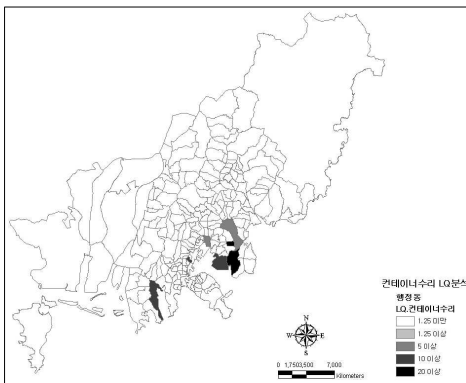 컨테이너수리 LQ분석
행정동
LQ.컨테이너수리
1.25 미만
1.25 이상
5 이상
10 이상
20 이상
N
W E
S
0 1,7503,500 7,000
Kilometers